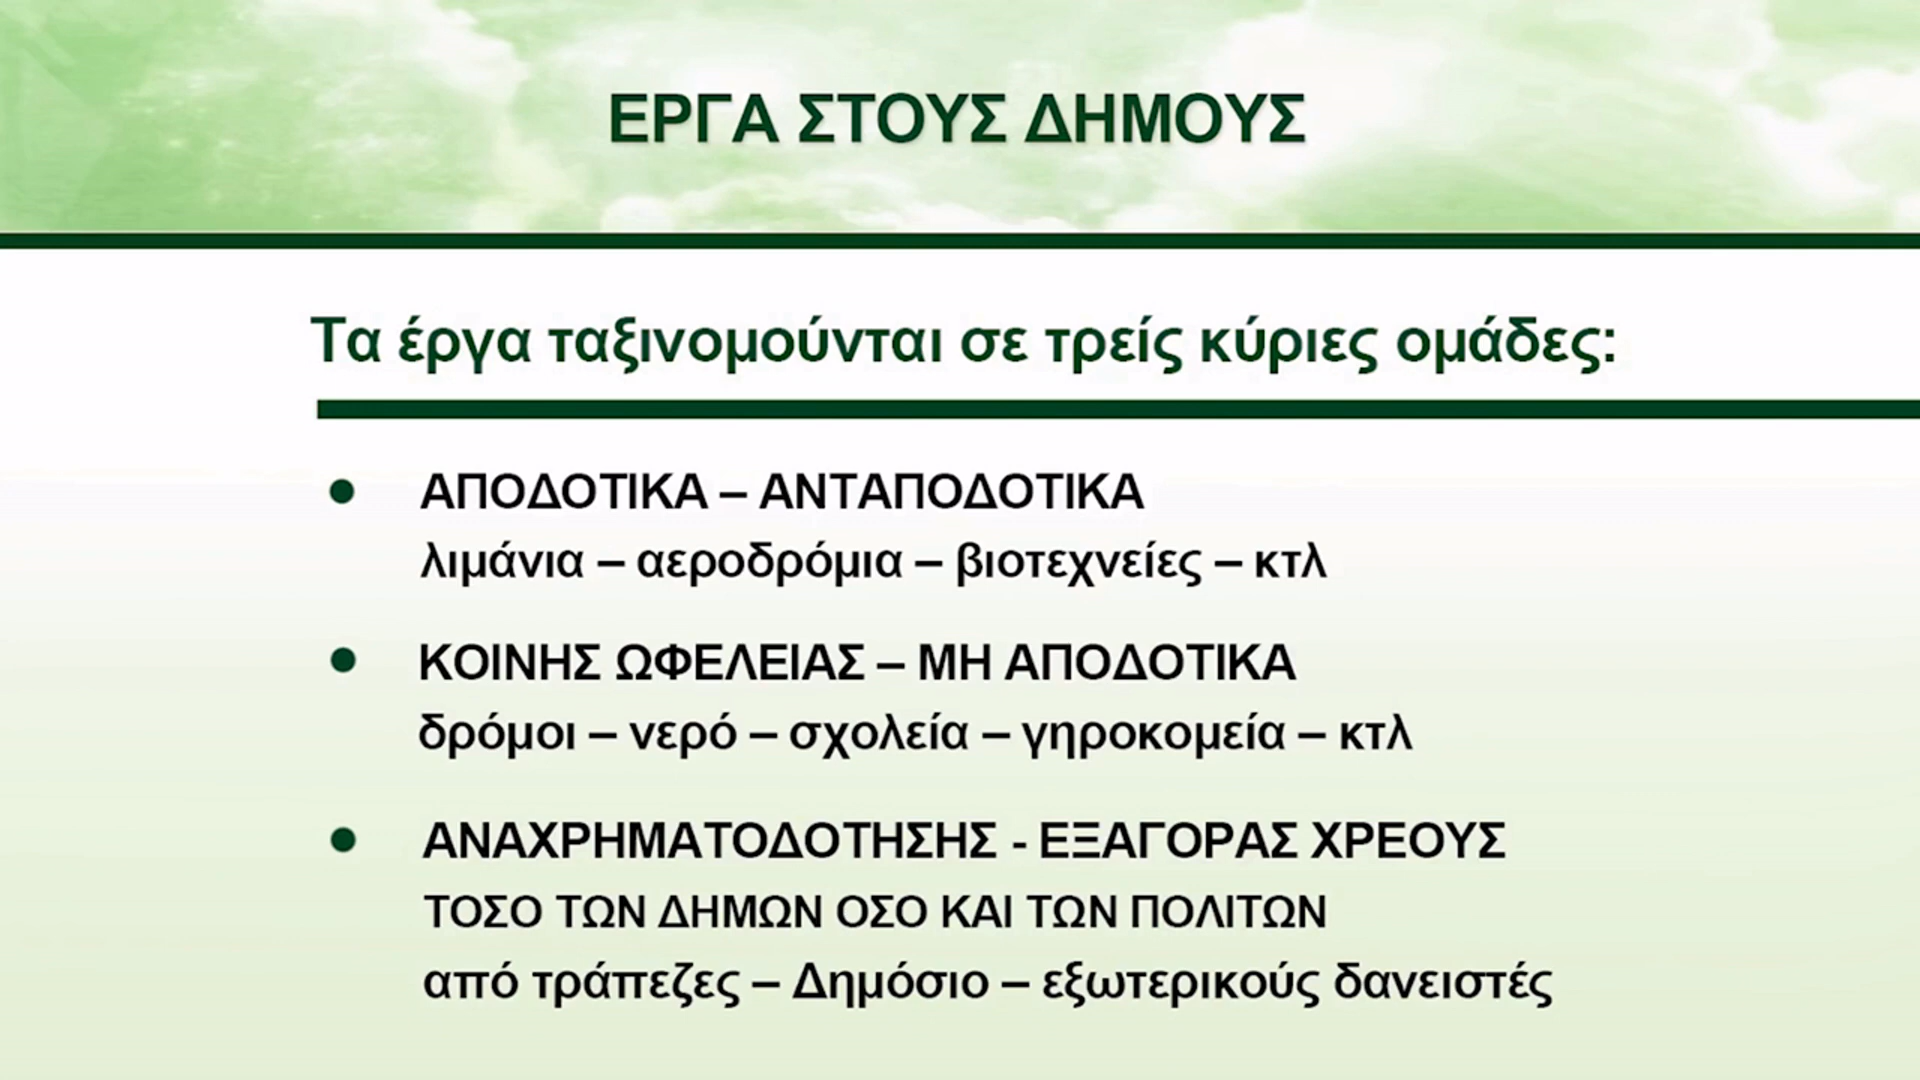 ΕΡΓΑ ΣΤΟΥΣ ΔΗΜΟΥΣ
Τα έργα ταξινομούνται σε τρείς κύριες ομάδες:
● ΑΠΟΔΟΤΙΚΑ – ΑΝΤΑΠΟΔΟΤΙΚΑ
λιμάνια – αεροδρόμια – βιοτεχνείες – κτλ
● ΚΟΙΝΗΣ ΩΦΕΛΕΙΑΣ – ΜΗ ΑΠΟΔΟΤΙΚΑ
δρόμοι – νερό – σχολεία – γηροκομεία – κτλ
● ΑΝΑΧΡΗΜΑΤΟΔΟΤΗΣΗΣ - ΕΞΑΓΟΡΑΣ ΧΡΕΟΥΣ
ΤΟΣΟ ΤΩΝ ΔΗΜΩΝ ΟΣΟ ΚΑΙ ΤΩΝ ΠΟΛΙΤΩΝ
από τράπεζες – Δημόσιο – εξωτερικούς δανειστές